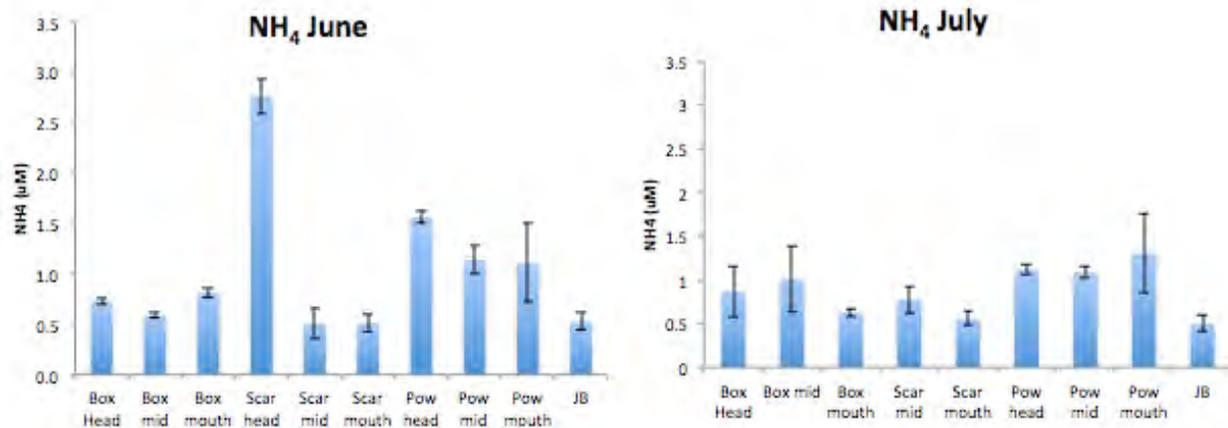 NH4 June
3.5
3.0
2.5
2.0
1.5
1.0
0.5
0.0
NH4 (uM)
Box Head
Box mid
Box mouth
Scar head
Scar mid
Scar mouth
Pow head
Pow mid
Pow mouth
JB
NH4 July
3.5
3
2.5
2
1.5
1
0.5
0
NH4 (uM)
Box Head
Box mid
Box mouth
Scar mid
Scar mouth
Pow head
Pow mid
Pow mouth
JB